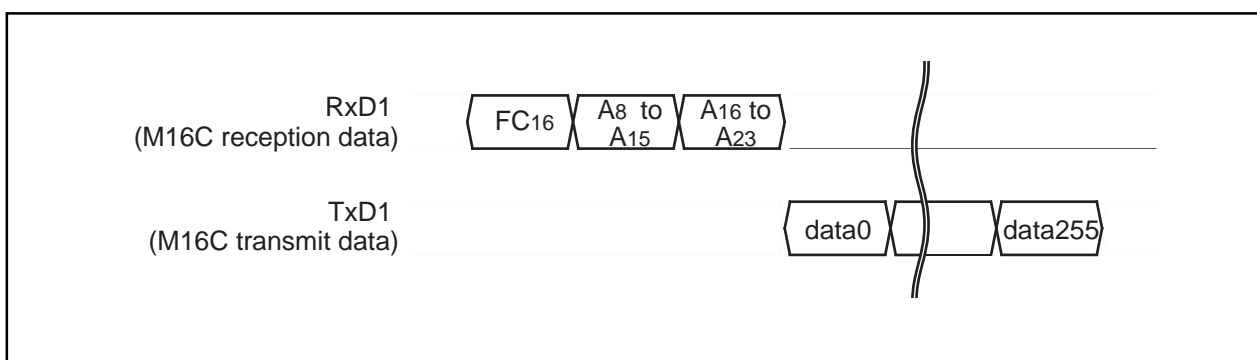 RxD1
(M16C reception data)
FC16
A8 to
A15
A16 to
A23
TxD1
(M16C transmit data)
data0
data255